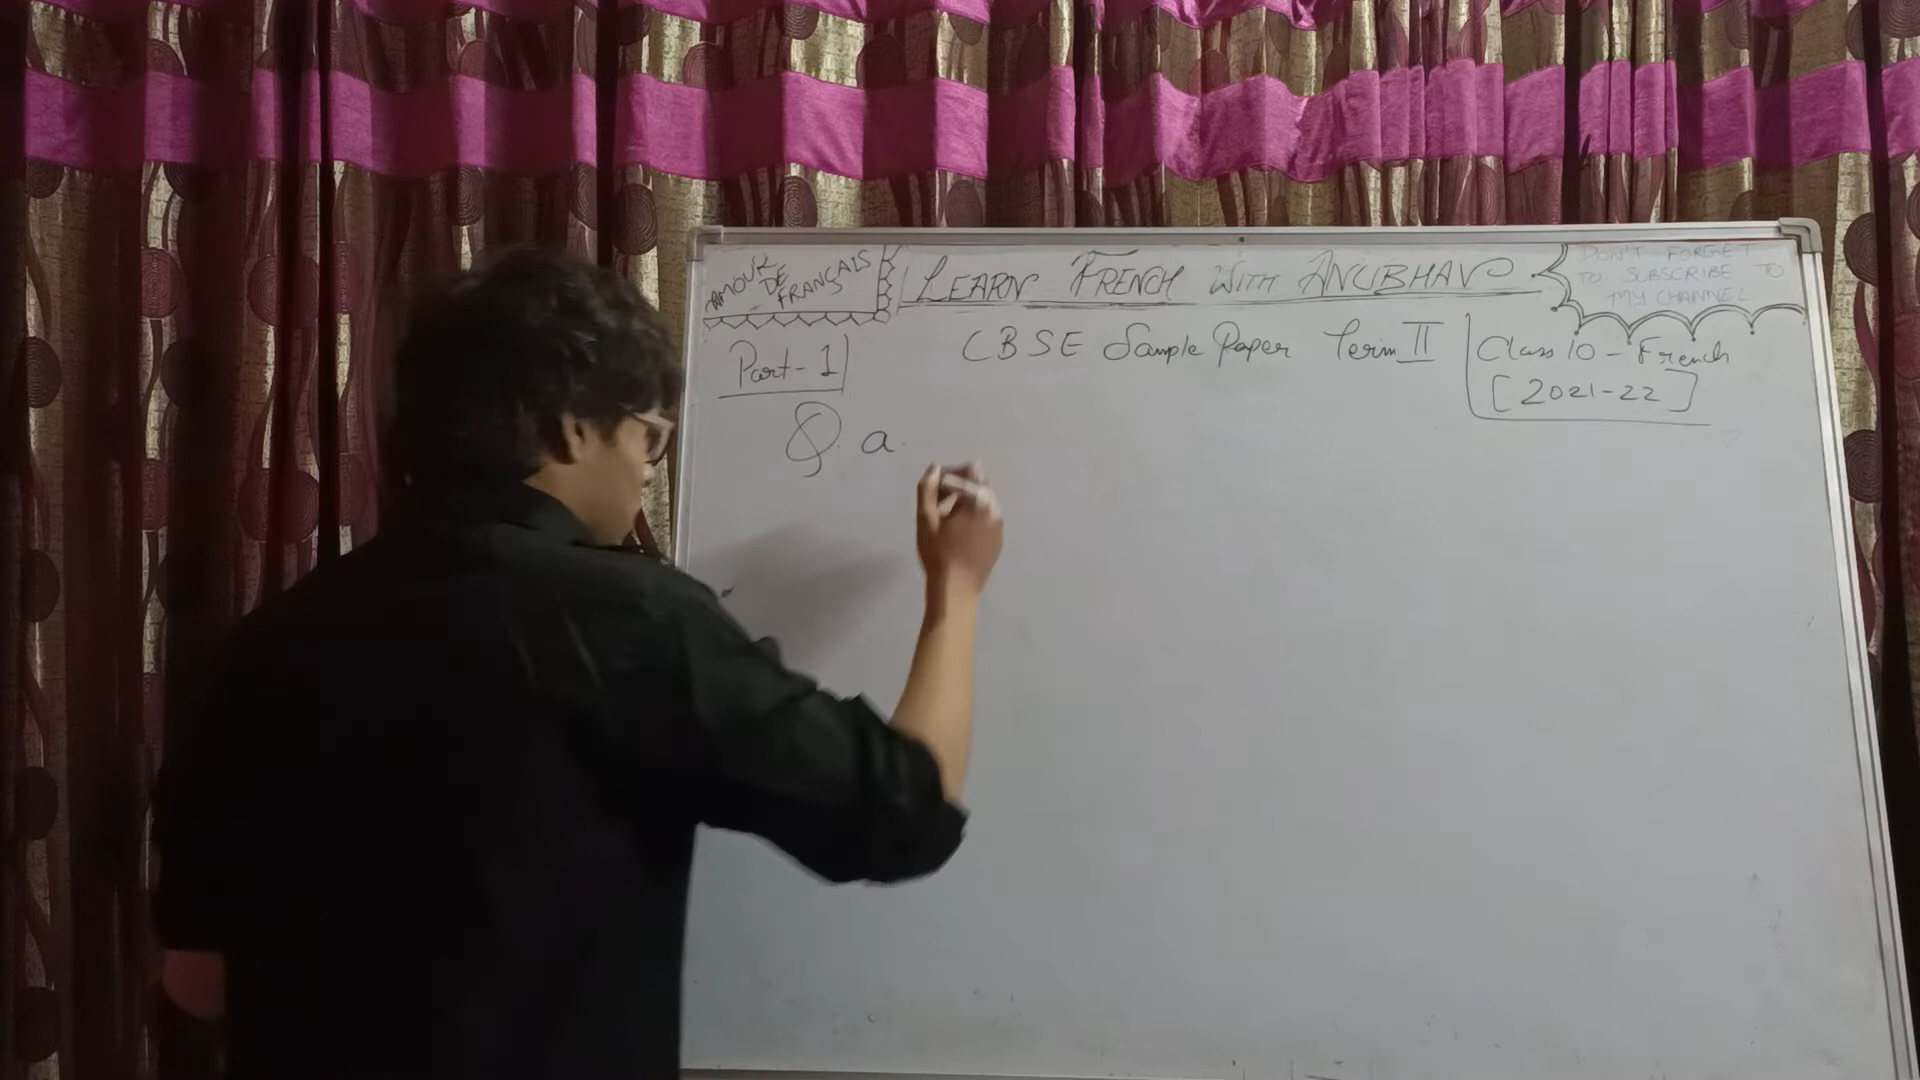 AMOUR
DE
FRANÇAIS
LEARN FRENCH WITH ANUBHAV
DON'T FORGET
TO SUBSCRIBE TO
MY CHANNEL
Part-1
CBSE Sample Paper Term II
Class 10 - French
[2021-22]
Q. a.